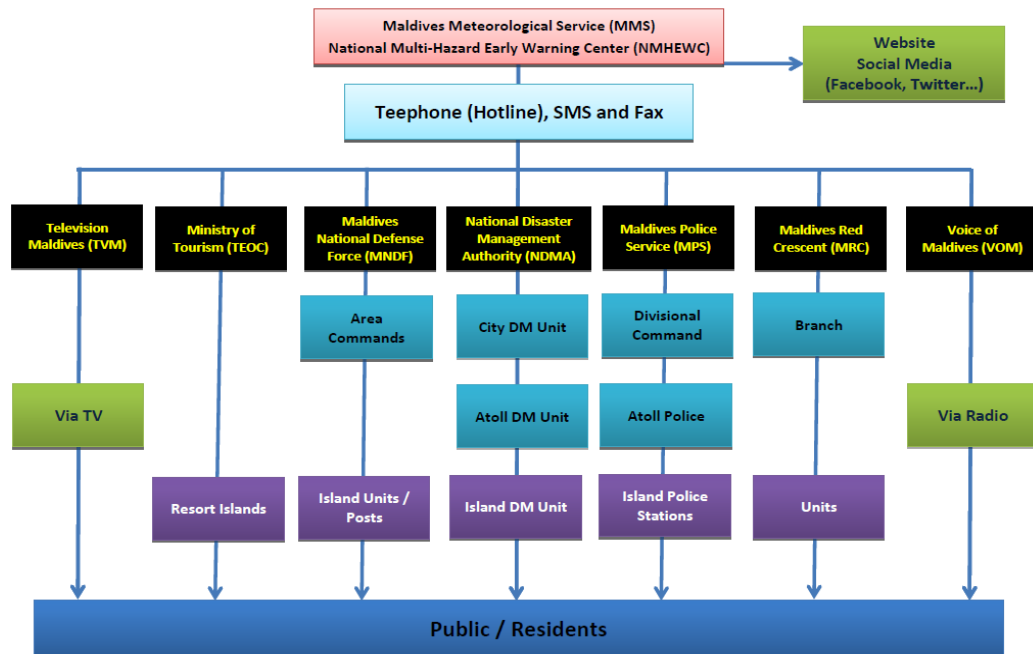 Maldives Meteorological Service (MMS)
National Multi-Hazard Early Warning Center (NMHEWC)
Website
Social Media
(Facebook, Twitter...)
Teephone (Hotline), SMS and Fax
Television
Maldives (TVM)
Ministry of
Tourism (TEOC)
Maldives
National Defense
Force (MNDF)
National Disaster
Management
Authority (NDMA)
Maldives Police
Service (MPS)
Maldives Red
Crescent (MRC)
Voice of
Maldives (VOM)
Area
Commands
City DM Unit
Divisional
Command
Branch
Via TV
Atoll DM Unit
Atoll Police
Via Radio
Resort Islands
Island Units /
Posts
Island DM Unit
Island Police
Stations
Units
Public / Residents